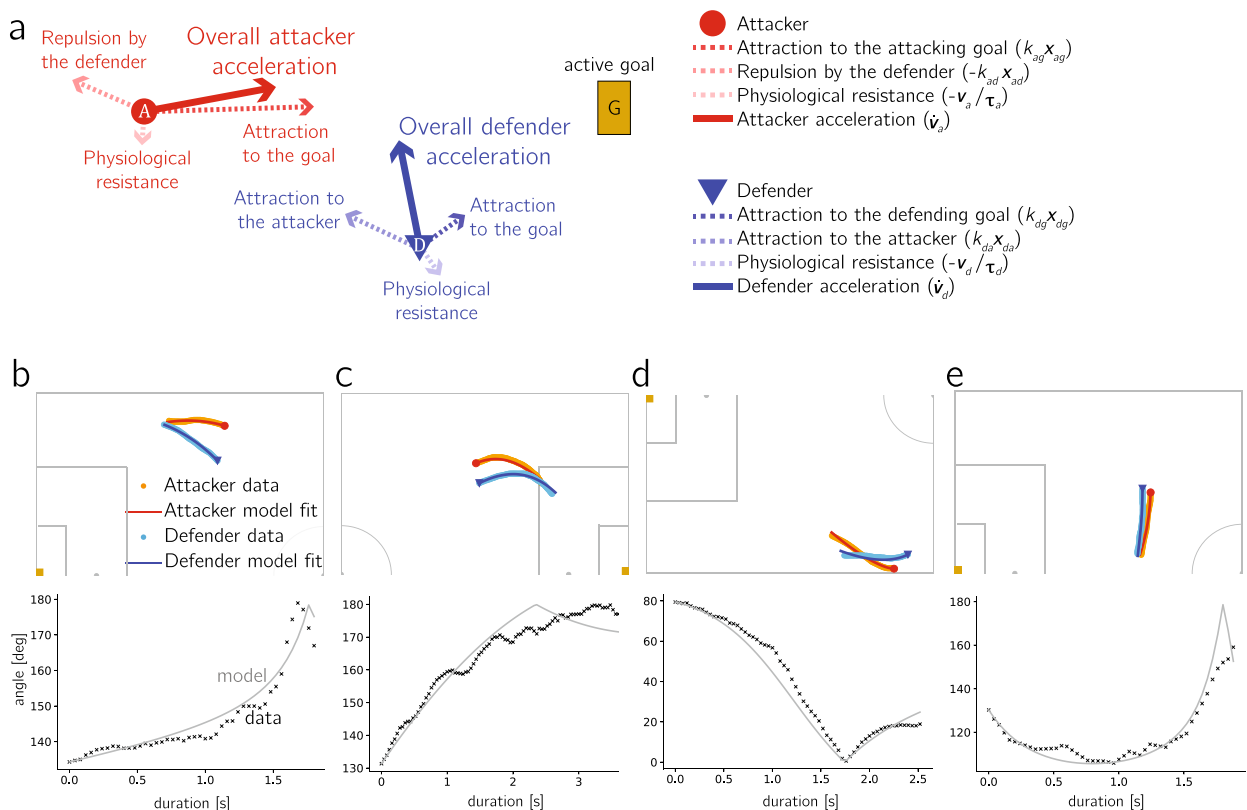 a
Repulsion by
the defender
Overall attacker
acceleration
A
Physiological
resistance
Attraction
to the goal
active goal
G
Overall defender
acceleration
Attraction to
the attacker
Attraction
to the goal
D
Physiological
resistance
Attacker
Attraction to the attacking goal (k_ag x_ag)
Repulsion by the defender (-k_ad x_ad)
Physiological resistance (-v_a/τ_a)
Attacker acceleration (v̇_a)
Defender
Attraction to the defending goal (k_dg x_dg)
Attraction to the attacker (k_da x_da)
Physiological resistance (-v_d/τ_d)
Defender acceleration (v̇_d)
b
Attacker data
Attacker model fit
Defender data
Defender model fit
180
170
160
150
140
angle [deg]
model
data
0.0 0.5 1.0 1.5
duration [s]
c
180
170
160
150
140
130
0 1 2 3
duration [s]
d
80
60
40
20
0
0.0 0.5 1.0 1.5 2.0 2.5
duration [s]
e
180
160
140
120
0.0 0.5 1.0 1.5
duration [s]